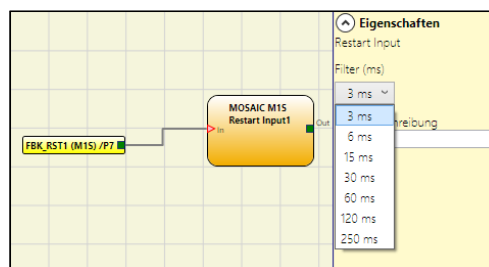 Eigenschaften
Restart Input
Filter (ms)
3 ms
3 ms
6 ms
15 ms
30 ms
60 ms
120 ms
250 ms
MOSAIC M1S
Restart Input1
In
Out
FBK_RST1 (M1S) /P7